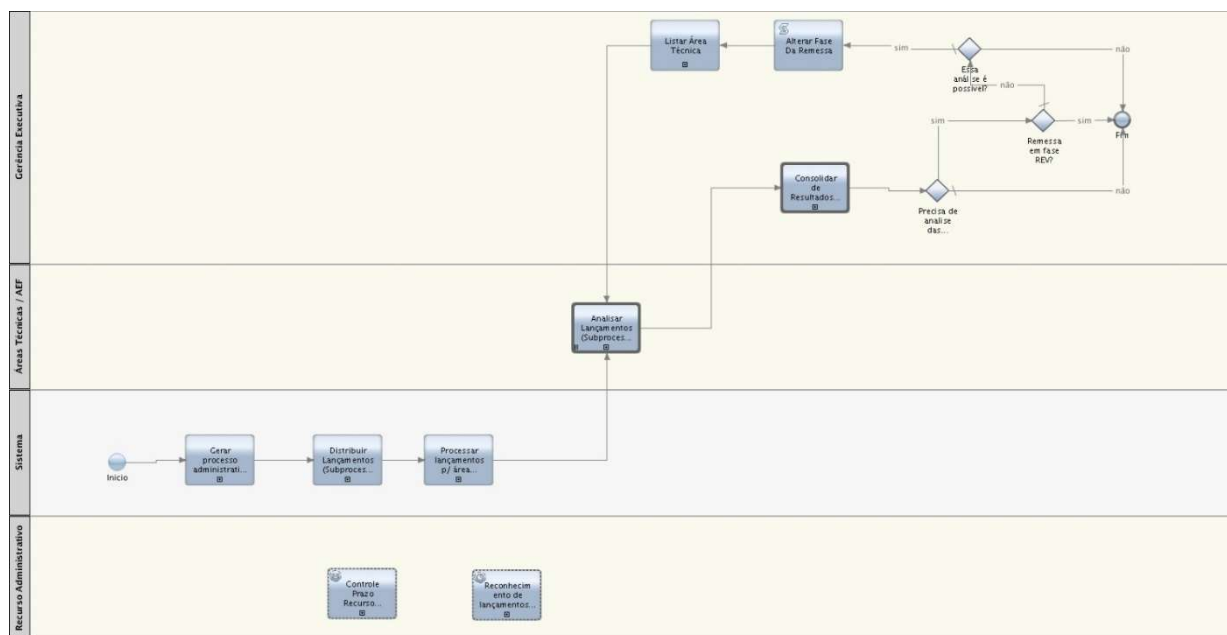 Gerência Executiva
Listar Área
Técnica
Alterar Fase
Da Remessa
sim
Essa
análise é
possível?
não
não
sim
Remessa
em fase
REV?
sim
Fim
Consolidar
de
Resultados...
Precisa de
analise
das...
não
Áreas Técnicas / AEF
Analisar
Lançamentos
(Subproces...
Sistema
Inicio
Gerar
processo
administrati...
Distribuir
Lançamentos
(Subproces...
Processar
lançamentos
p/ área...
Recurso Administrativo
Controle
Prazo
Recurso...
Reconhecim
ento de
lançamentos...